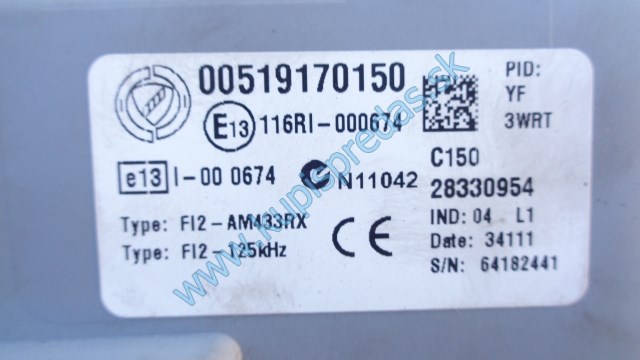 00519170150
E13 116RI-000674
e13 I-00 0674 N11042
Type: FI2-AM433RX
Type: FI2-125kHz
CE
PID:
YF
3WRT
C150
28330954
IND: 04 L1
Date: 34111
S/N: 64182441
www.kupispredas.sk